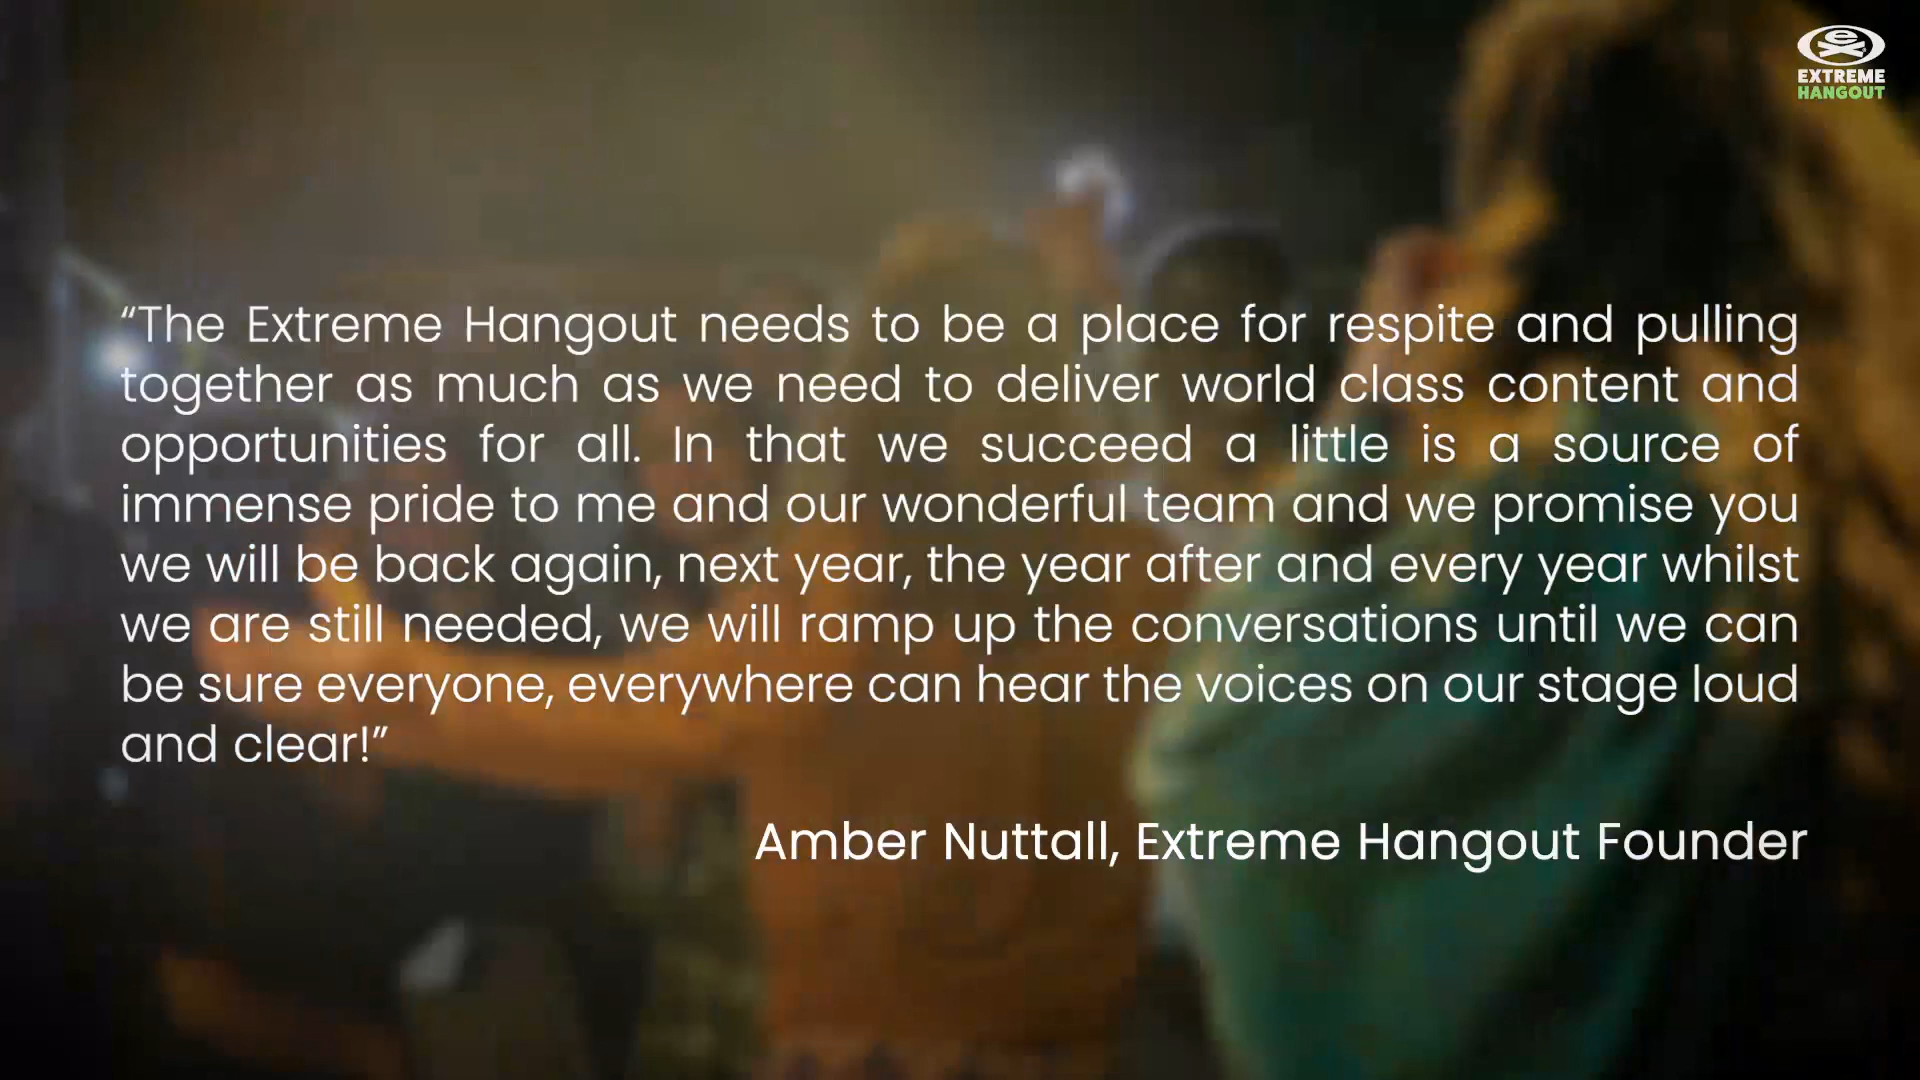 EXTREME
HANGOUT
“The Extreme Hangout needs to be a place for respite and pulling
together as much as we need to deliver world class content and
opportunities for all. In that we succeed a little is a source of
immense pride to me and our wonderful team and we promise you
we will be back again, next year, the year after and every year whilst
we are still needed, we will ramp up the conversations until we can
be sure everyone, everywhere can hear the voices on our stage loud
and clear!”
Amber Nuttall, Extreme Hangout Founder